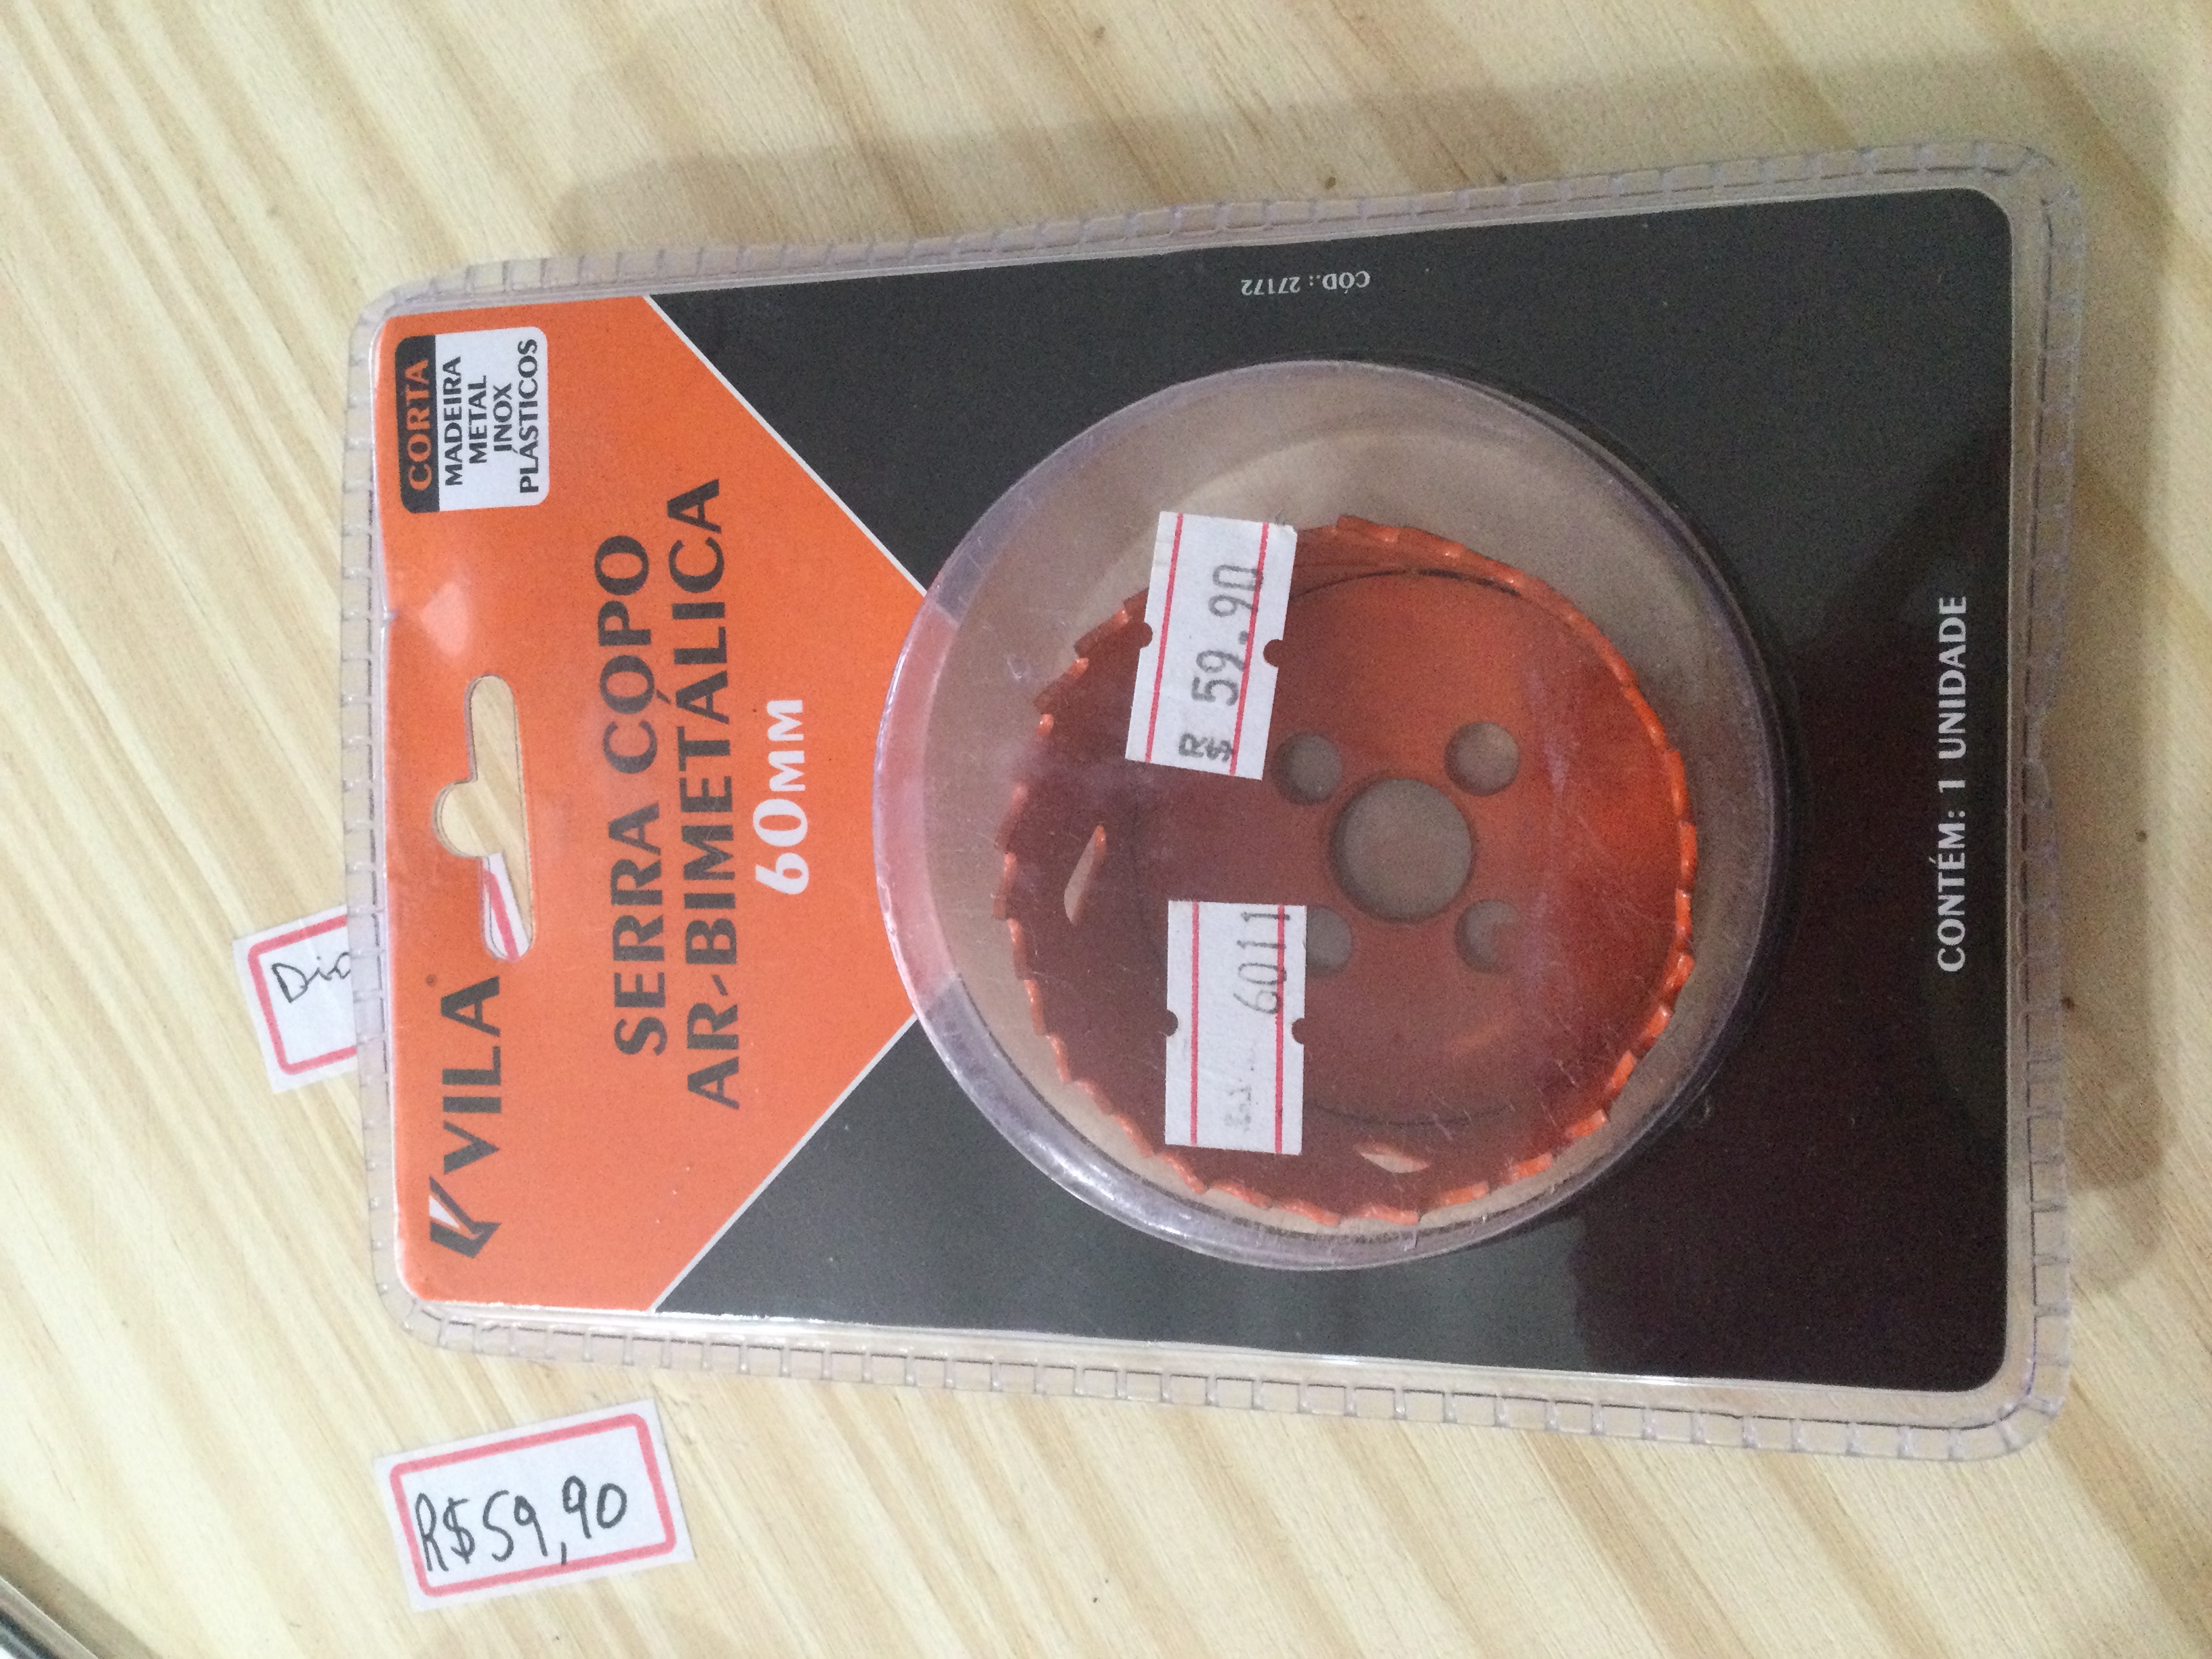 VILA
CORTA
MADEIRA
METAL
INOX
PLÁSTICOS
SERRA COPO
AR-BIMETÁLICA
60MM
R$ 59.90
6011
CÓD.: 27172
CONTÉM: 1 UNIDADE
R$59,90